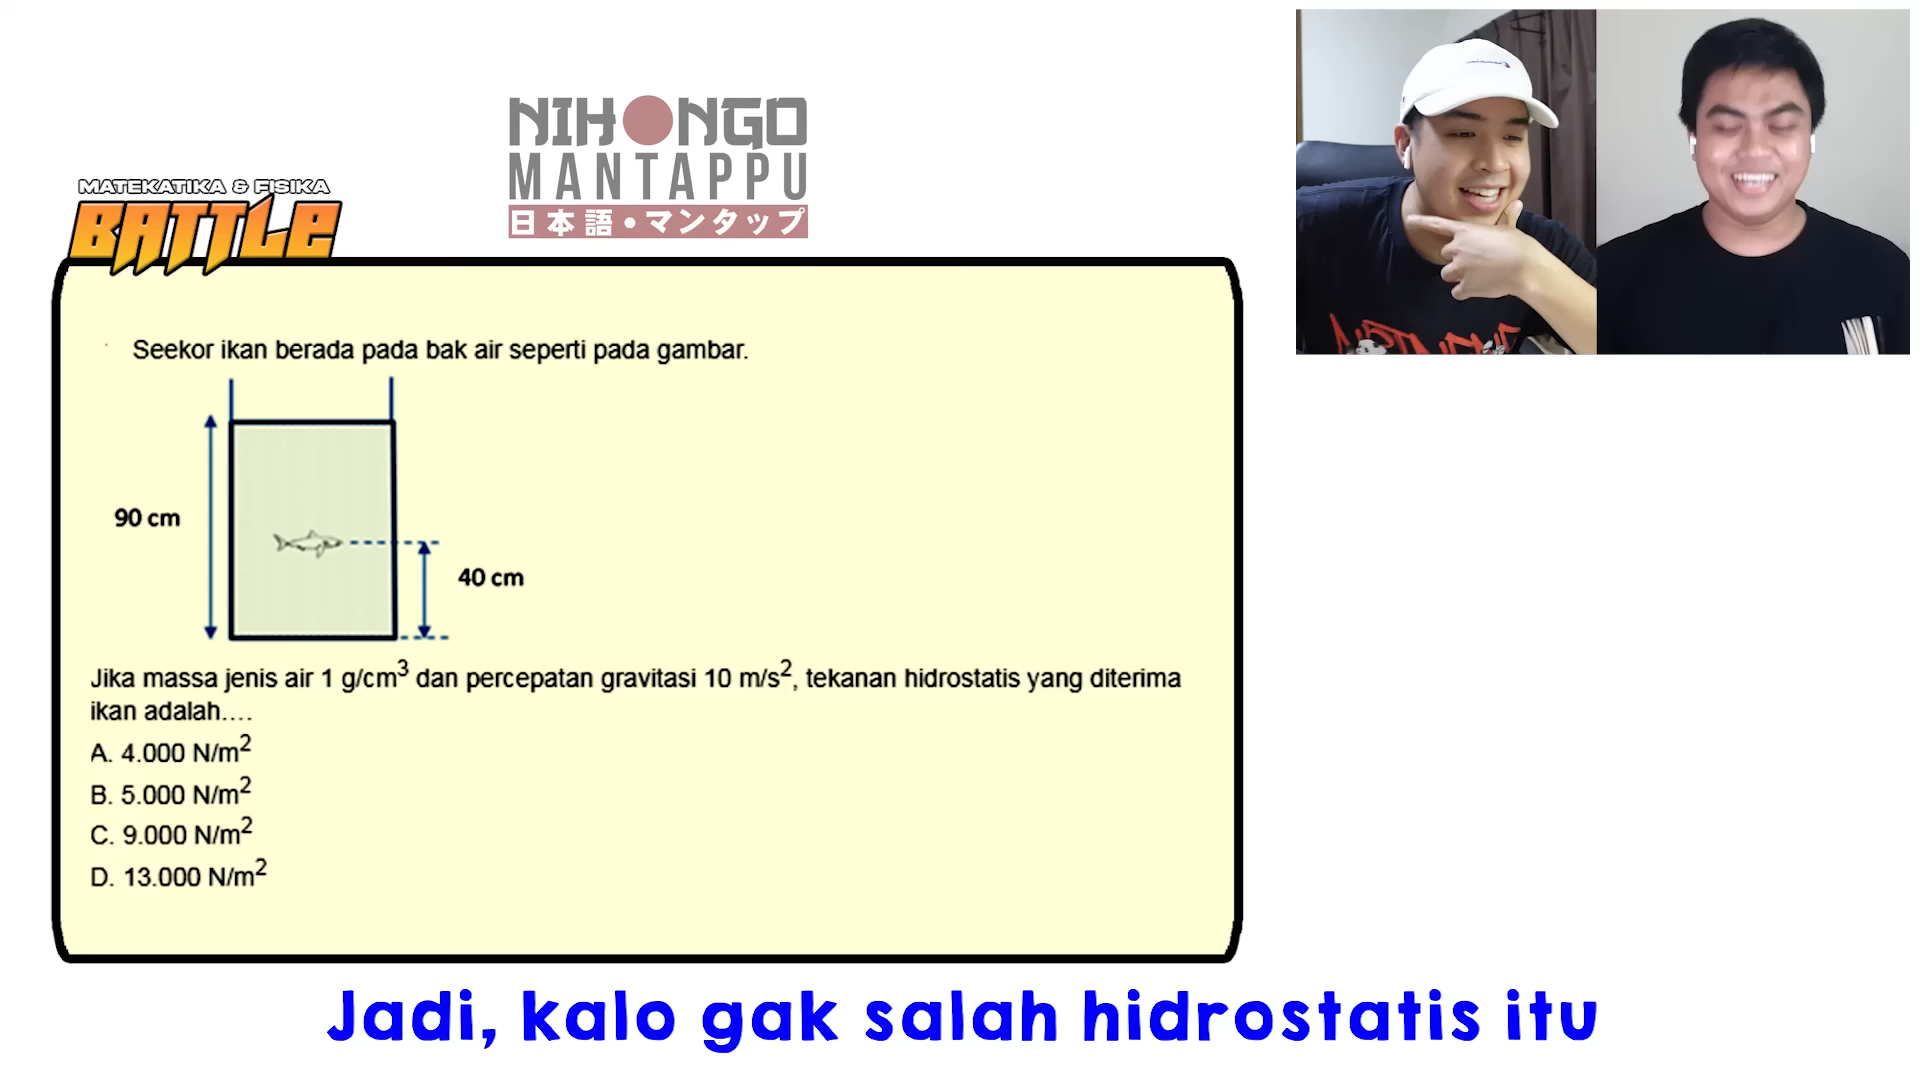 NIHONGO
MANTAPPU
日本語・マンタップ
MATEKATIKA & FISIKA
BATTLE
Seekor ikan berada pada bak air seperti pada gambar.
90 cm
40 cm
Jika massa jenis air 1 g/cm³ dan percepatan gravitasi 10 m/s², tekanan hidrostatis yang diterima
ikan adalah....
A. 4.000 N/m²
B. 5.000 N/m²
C. 9.000 N/m²
D. 13.000 N/m²
Jadi, kalo gak salah hidrostatis itu